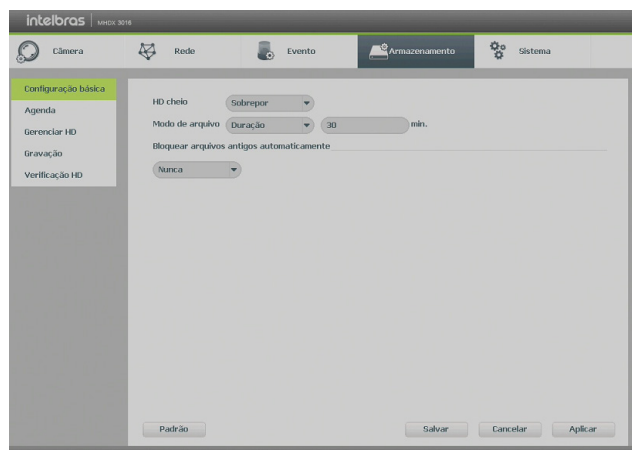 intelbras | MHDX 3016
Câmera Rede Evento Armazenamento Sistema
Configuração básica
Agenda
Gerenciar HD
Gravação
Verificação HD
HD cheio Sobrepor
Modo de arquivo Duração 30 min.
Bloquear arquivos antigos automaticamente
Nunca
Padrão Salvar Cancelar Aplicar